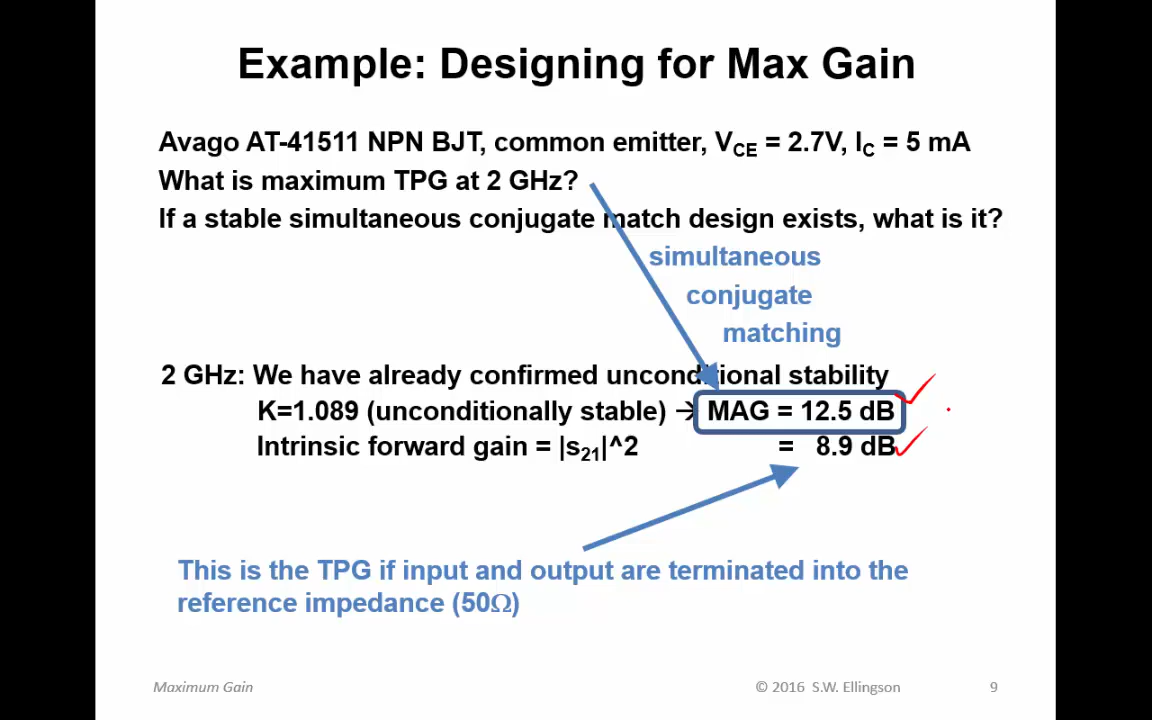 Example: Designing for Max Gain
Avago AT-41511 NPN BJT, common emitter, VCE = 2.7V, IC = 5 mA
What is maximum TPG at 2 GHz?
If a stable simultaneous conjugate match design exists, what is it?
simultaneous
conjugate
matching
2 GHz: We have already confirmed unconditional stability
K=1.089 (unconditionally stable) → MAG = 12.5 dB
Intrinsic forward gain = |s21|^2 = 8.9 dB
This is the TPG if input and output are terminated into the
reference impedance (50Ω)
Maximum Gain © 2016 S.W. Ellingson 9